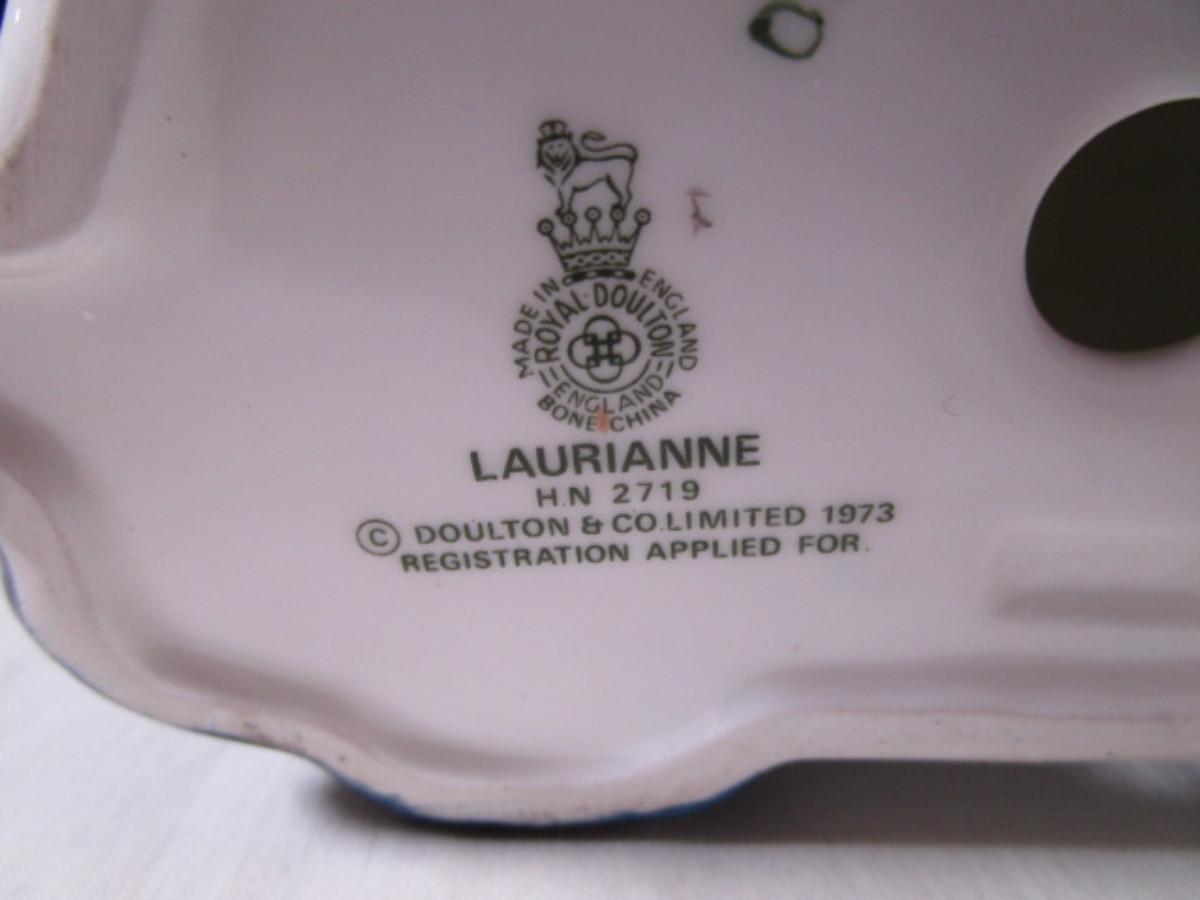 MADE IN ENGLAND
ROYAL DOULTON
ENGLAND
BONE CHINA
LAURIANNE
H.N 2719
© DOULTON & CO.LIMITED 1973
REGISTRATION APPLIED FOR.